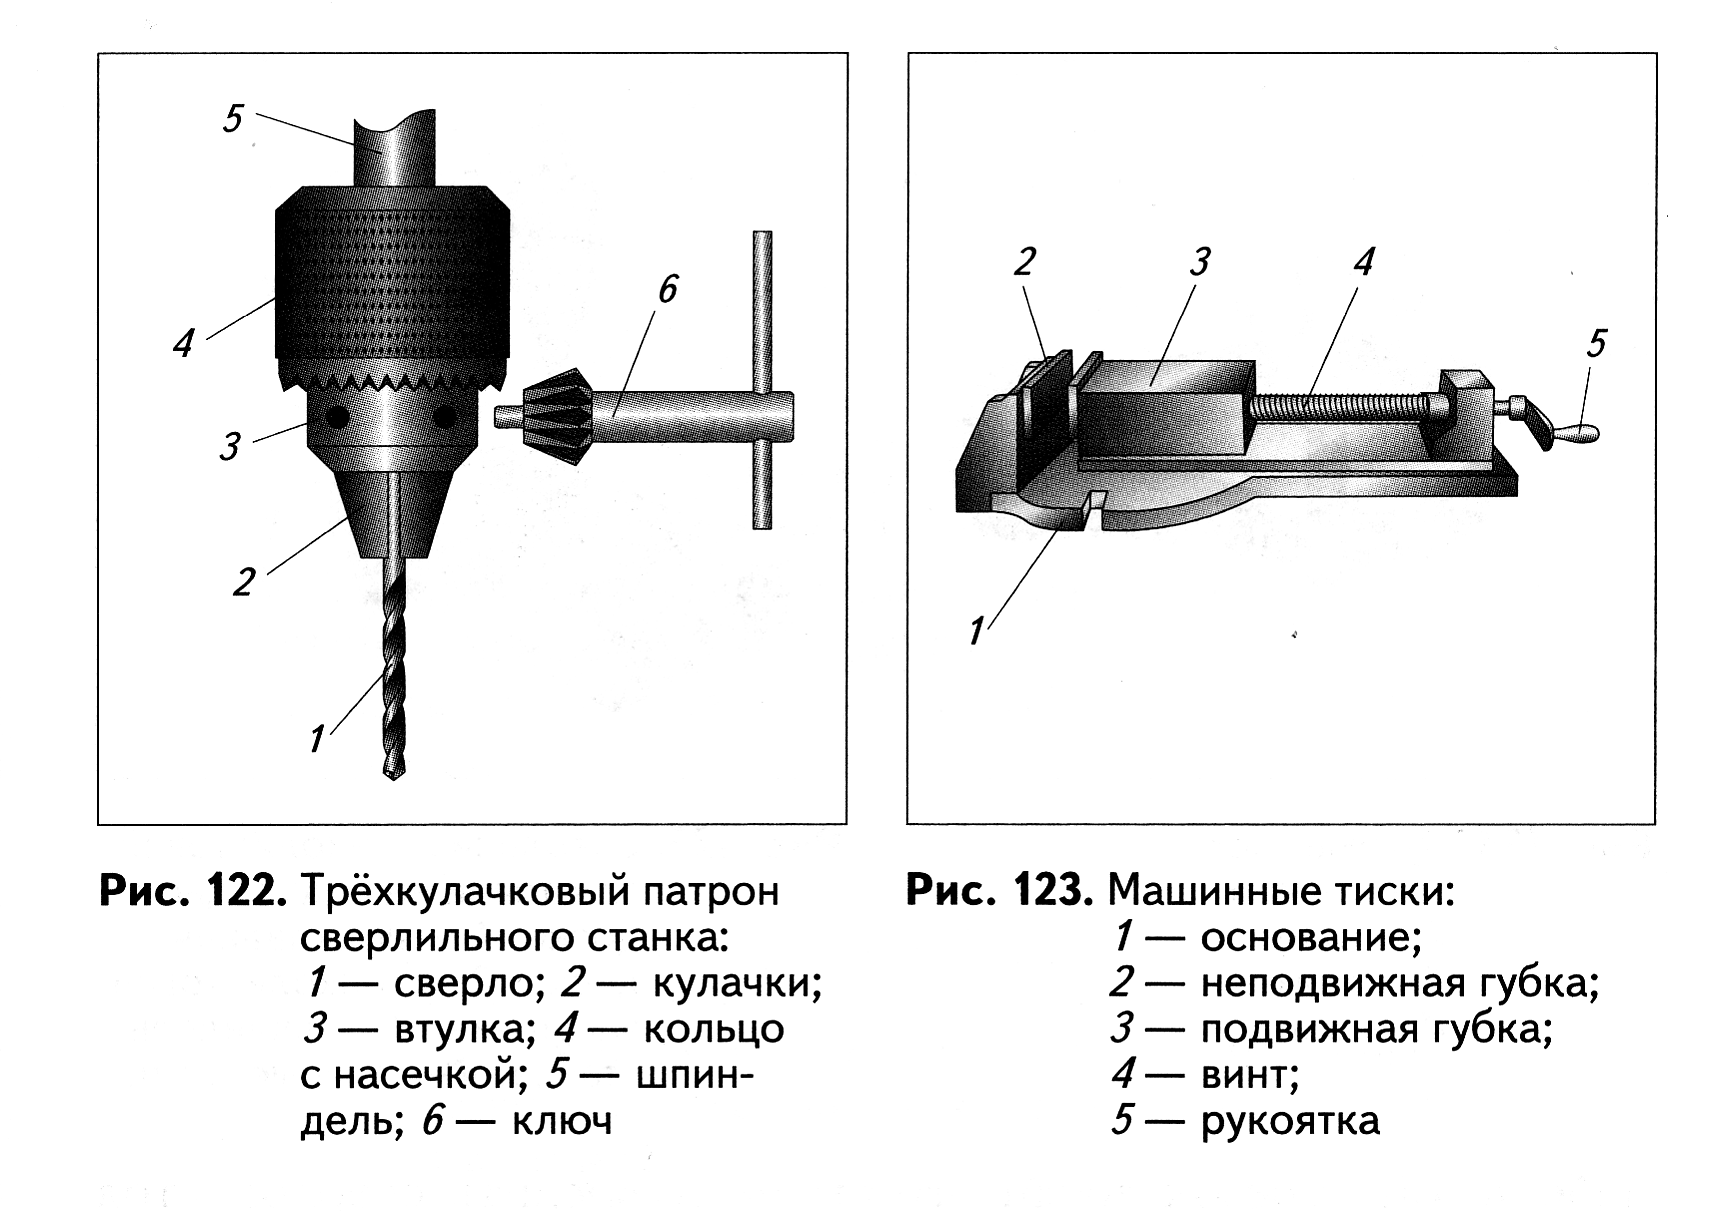 5
4
3
2
1
6
2
3
4
5
1
Рис. 122. Трёхкулачковый патрон
сверлильного станка:
1 — сверло; 2 — кулачки;
3 — втулка; 4 — кольцо
с насечкой; 5 — шпин-
дель; 6 — ключ
Рис. 123. Машинные тиски:
1 — основание;
2 — неподвижная губка;
3 — подвижная губка;
4 — винт;
5 — рукоятка